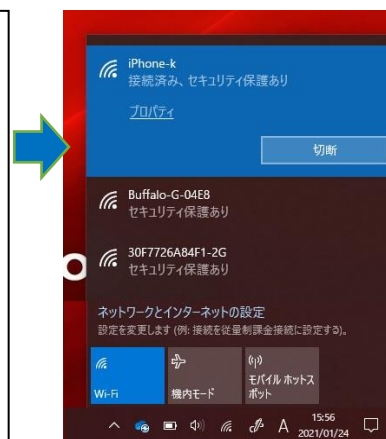 iPhone-k
接続済み、セキュリティ保護あり
プロパティ
切断
Buffalo-G-04E8
セキュリティ保護あり
30F7726A84F1-2G
セキュリティ保護あり
ネットワークとインターネットの設定
設定を変更します (例: 接続を従量制課金接続に設定する)。
Wi-Fi
機内モード
モバイル ホットス
ポット
A
15:56
2021/01/24